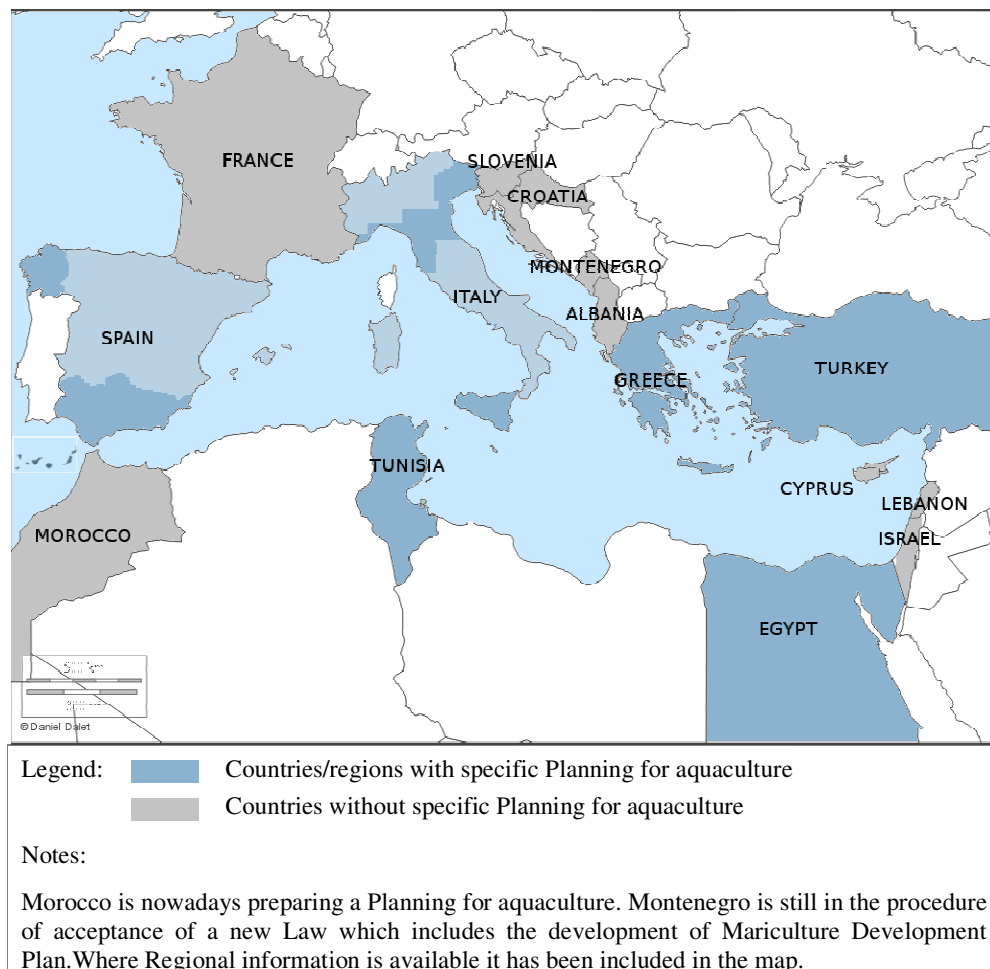 FRANCE
SLOVENIA
CROATIA
MONTENEGRO
ITALY
ALBANIA
SPAIN
TURKEY
GREECE
TUNISIA
CYPRUS
LEBANON
MOROCCO
ISRAEL
EGYPT
© Daniel Dalet
Legend:
Countries/regions with specific Planning for aquaculture
Countries without specific Planning for aquaculture
Notes:
Morocco is nowadays preparing a Planning for aquaculture. Montenegro is still in the procedure
of acceptance of a new Law which includes the development of Mariculture Development
Plan.Where Regional information is available it has been included in the map.